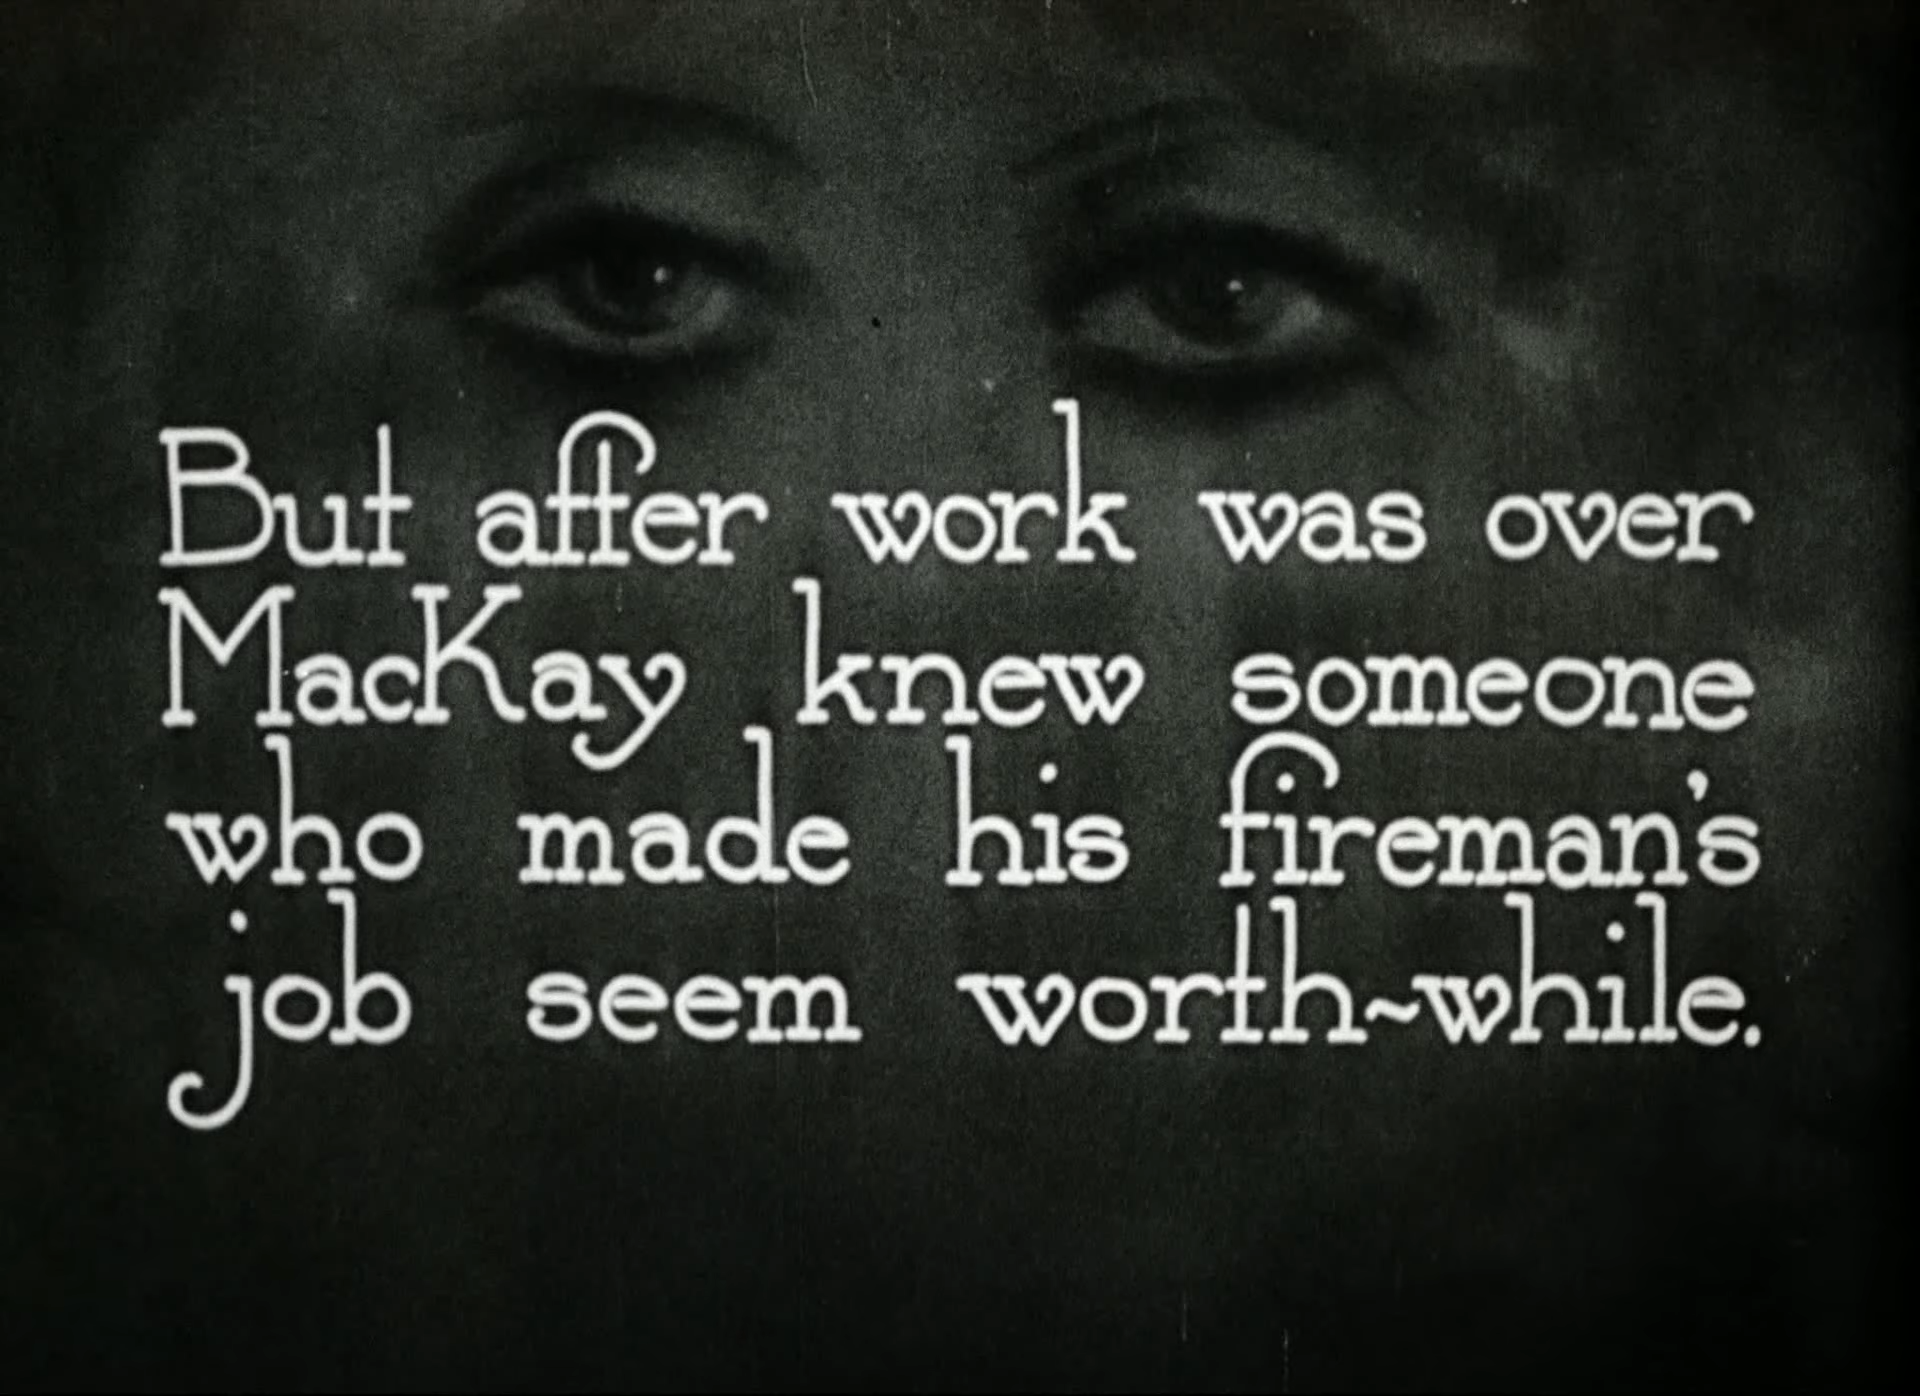 But after work was over
MacKay knew someone
who made his fireman's
job seem worth~while.